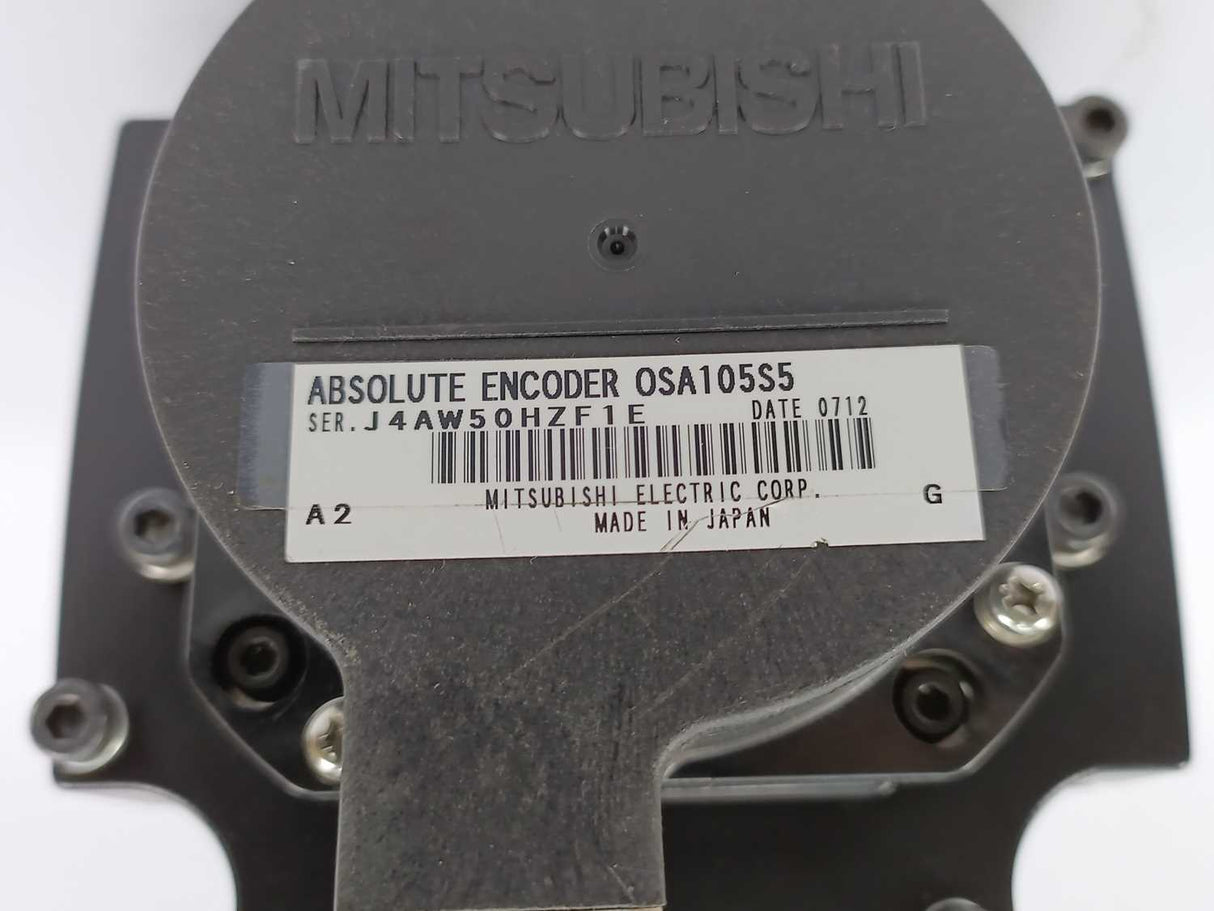 MITSUBISHI
ABSOLUTE ENCODER OSA105S5
SER. J4AW50HZF1E DATE 0712
MITSUBISHI ELECTRIC CORP.
A2 MADE IN JAPAN G